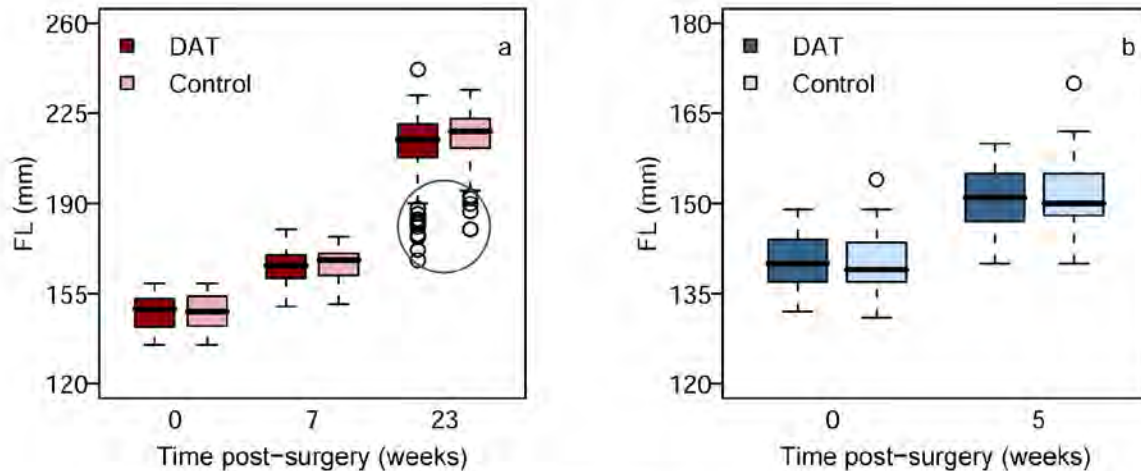 260
225
190
155
120
FL (mm)
DAT
Control
a
0 7 23
Time post-surgery (weeks)
180
165
150
135
120
FL (mm)
DAT
Control
b
0 5
Time post-surgery (weeks)